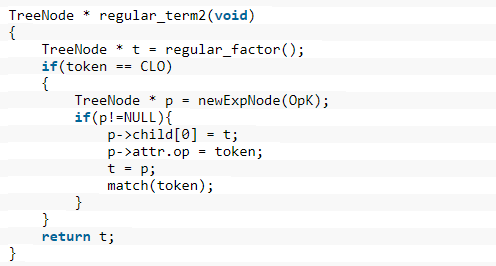 TreeNode * regular_term2(void)
{
    TreeNode * t = regular_factor();
    if(token == CLO)
    {
        TreeNode * p = newExpNode(OpK);
        if(p!=NULL){
            p->child[0] = t;
            p->attr.op = token;
            t = p;
            match(token);
        }
    }
    return t;
}